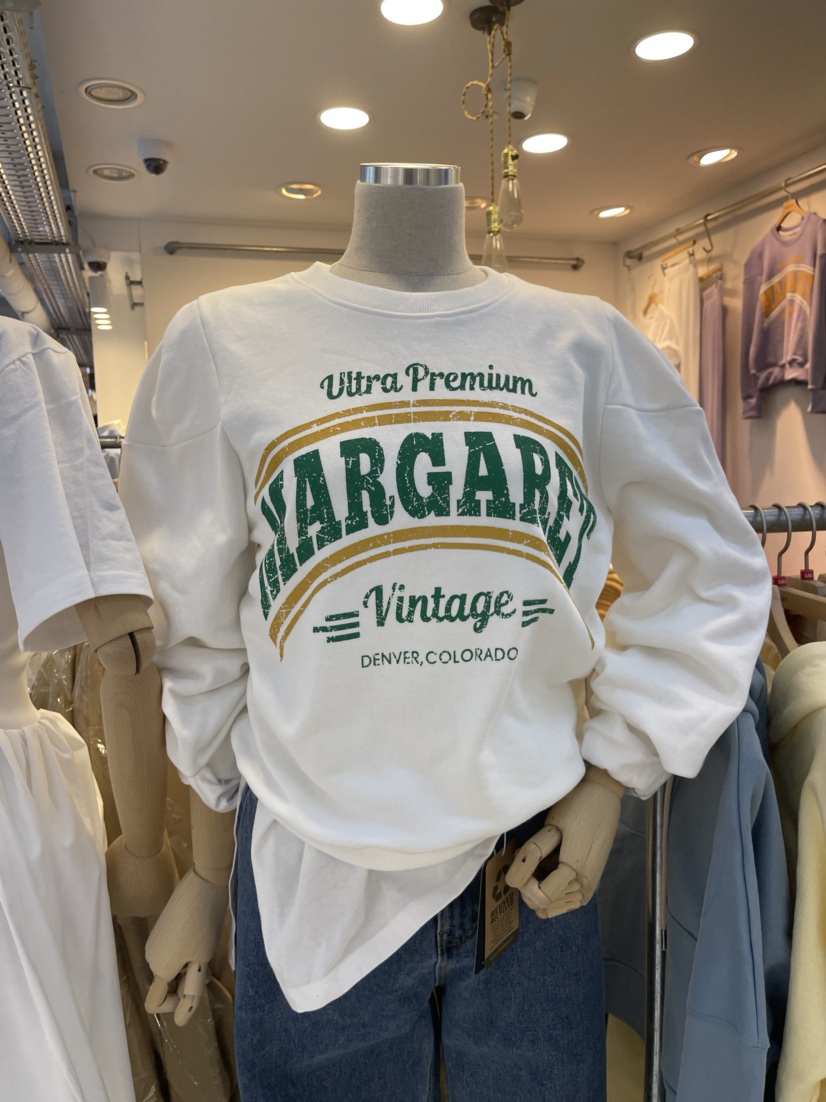 Ultra Premium
MARGARET
Vintage
DENVER, COLORADO